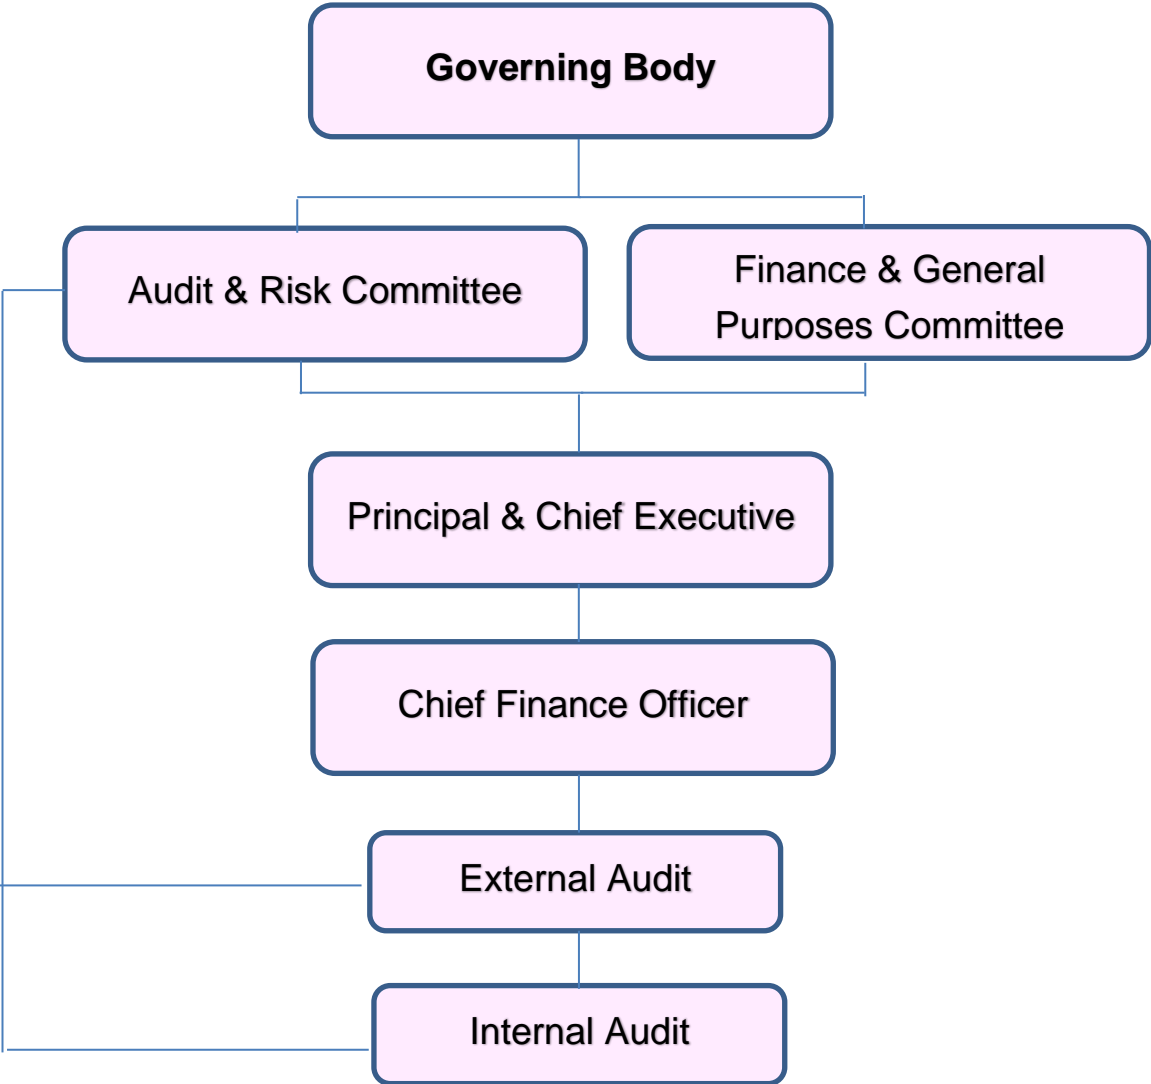 Governing Body
Audit & Risk Committee
Finance & General
Purposes Committee
Principal & Chief Executive
Chief Finance Officer
External Audit
Internal Audit